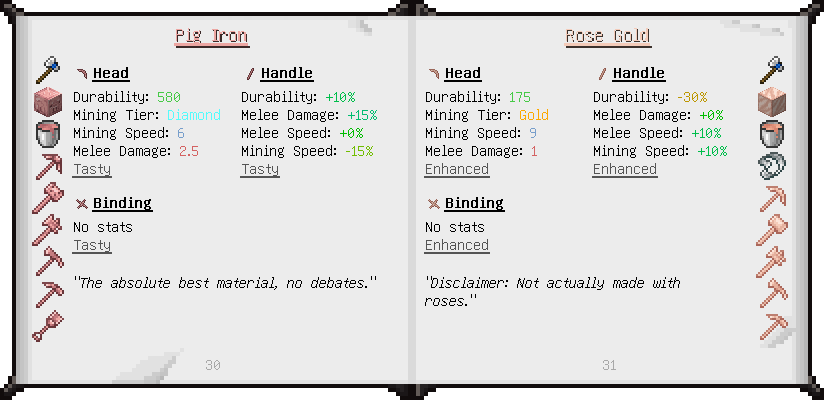 Pig Iron
Head
Durability: 580
Mining Tier: Diamond
Mining Speed: 6
Melee Damage: 2.5
Tasty
Handle
Durability: +10%
Melee Damage: +15%
Melee Speed: +0%
Mining Speed: -15%
Tasty
Binding
No stats
Tasty
"The absolute best material, no debates."
30
Rose Gold
Head
Durability: 175
Mining Tier: Gold
Mining Speed: 9
Melee Damage: 1
Enhanced
Handle
Durability: -30%
Melee Damage: +0%
Melee Speed: +10%
Mining Speed: +10%
Enhanced
Binding
No stats
Enhanced
"Disclaimer: Not actually made with
roses."
31